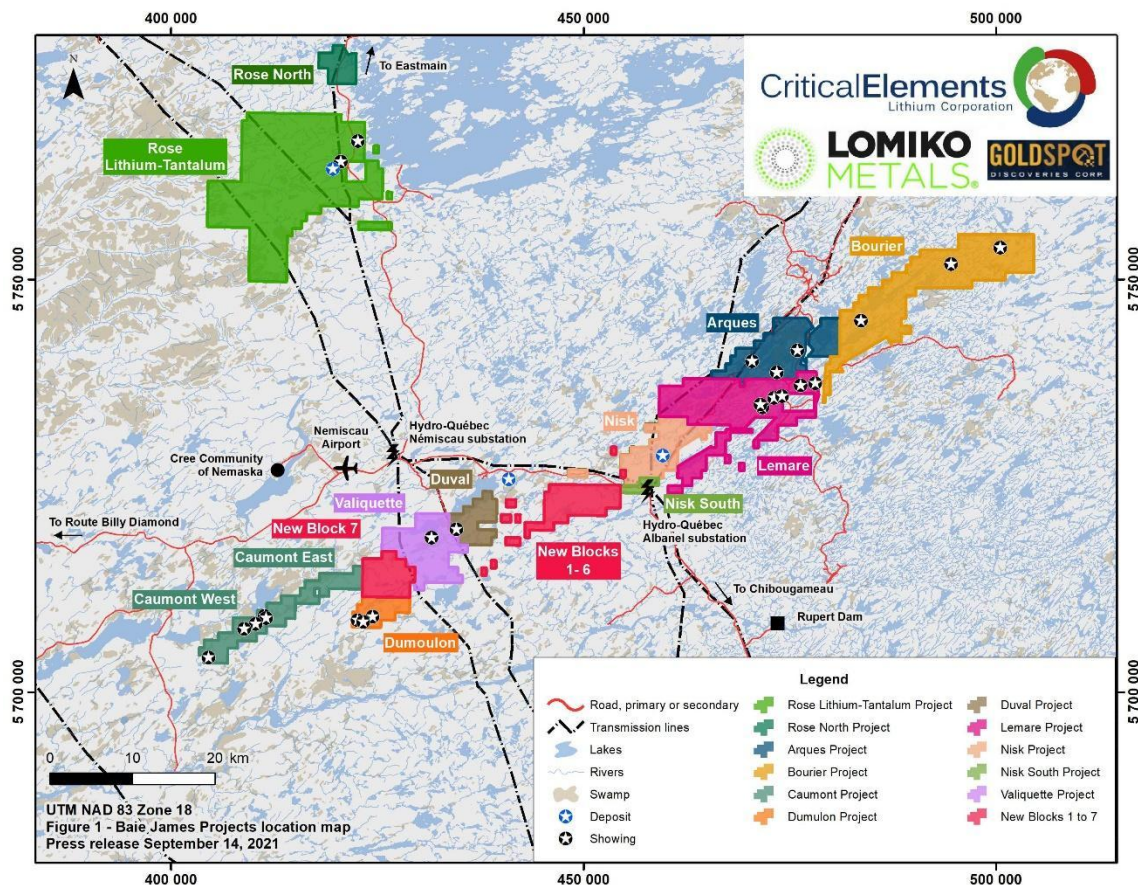 400 000
450 000
500 000
N
Rose North
To Eastmain
CriticalElements
Lithium Corporation
LOMIKO
METALS®
GOLDSPOT
DISCOVERIES CORP.
Rose
Lithium-Tantalum
Bourier
5 750 000
5 750 000
Arques
Nisk
Hydro-Québec
Némiscau substation
Nemiscau
Airport
Cree Community
of Nemaska
Lemare
Duval
Valiquette
Nisk South
To Route Billy Diamond
New Block 7
Hydro-Québec
Albanel substation
New Blocks
1- 6
Caumont East
Caumont West
To Chibougameau
Rupert Dam
Dumoulon
5 700 000
5 700 000
Legend
Road, primary or secondary
Transmission lines
Lakes
Rivers
Swamp
Deposit
Showing
Rose Lithium-Tantalum Project
Rose North Project
Arques Project
Bourier Project
Caumont Project
Dumulon Project
Duval Project
Lemare Project
Nisk Project
Nisk South Project
Valiquette Project
New Blocks 1 to 7
0 10 20 km
UTM NAD 83 Zone 18
Figure 1 - Baie James Projects location map
Press release September 14, 2021
400 000
450 000
500 000